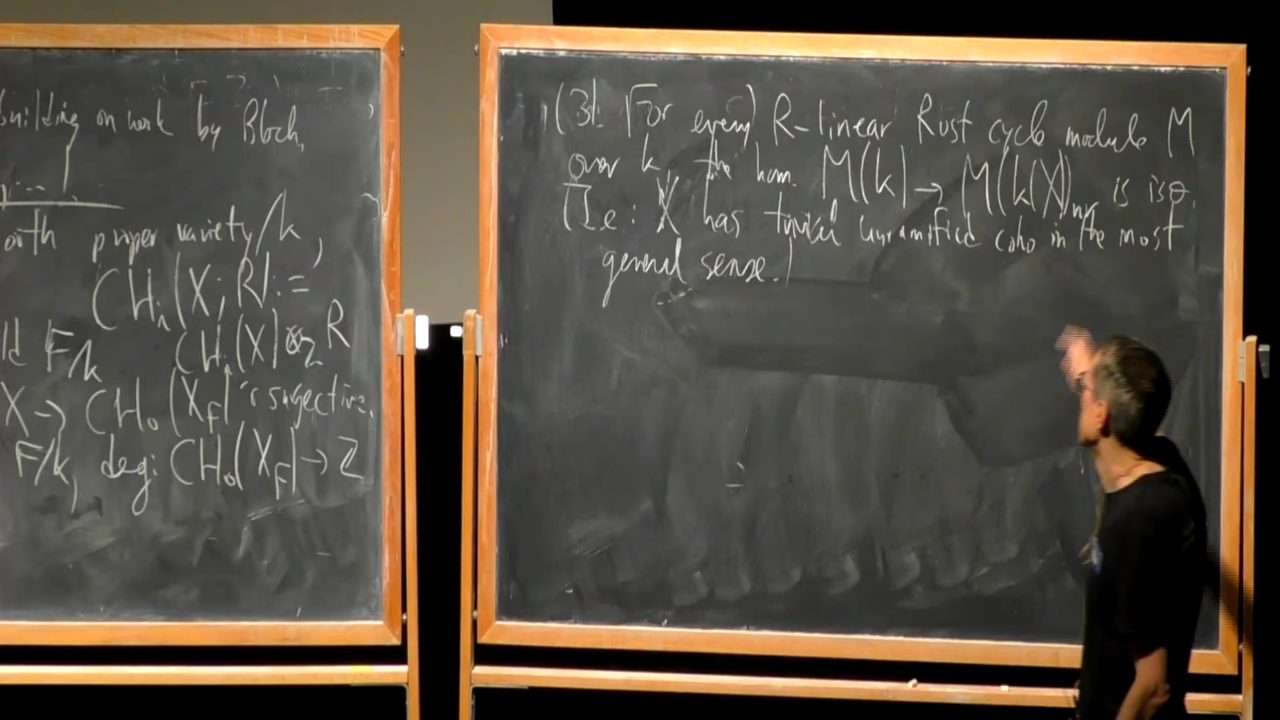 building on work by Bloch,
ooth proper variety/k,
CH_i(X; R) :=
ld F/k CH_i(X) ⊗_Z R
X → CH_0(X_F) is surjective.
F/k, deg: CH_0(X_F) → Z
(3): For every R-linear Rost cycle module M
over k, the hom. M(k) → M(k(X))_nr is iso.
(I.e: X has trivial unramified coho in the most
general sense.)